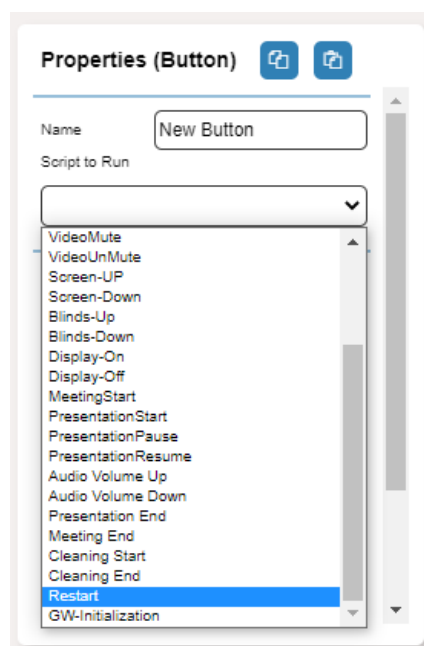 Properties (Button)
Name New Button
Script to Run
VideoMute
VideoUnMute
Screen-UP
Screen-Down
Blinds-Up
Blinds-Down
Display-On
Display-Off
MeetingStart
PresentationStart
PresentationPause
PresentationResume
Audio Volume Up
Audio Volume Down
Presentation End
Meeting End
Cleaning Start
Cleaning End
Restart
GW-Initialization